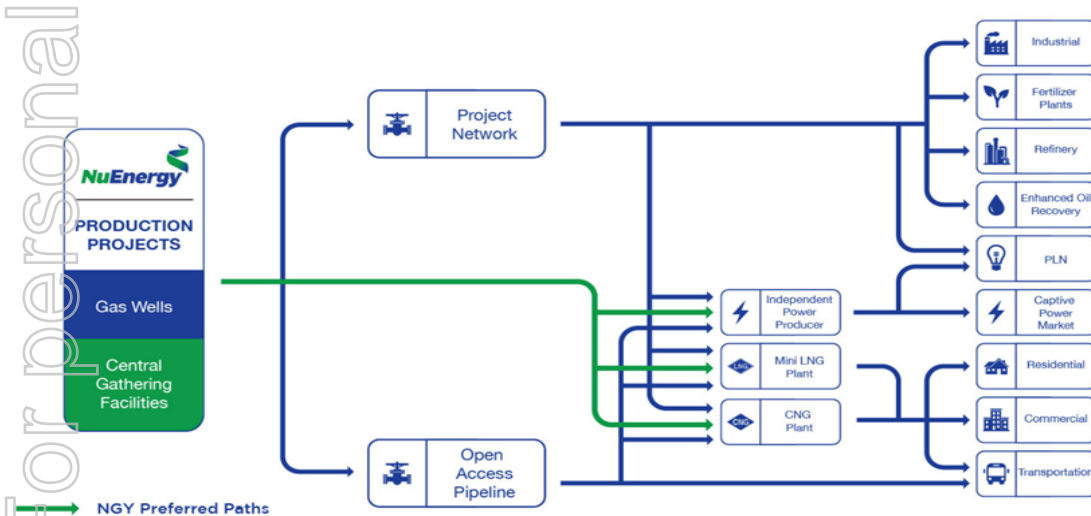 For personal
NuEnergy
PRODUCTION
PROJECTS
Gas Wells
Central
Gathering
Facilities
Project
Network
Open
Access
Pipeline
Independent
Power
Producer
LNG
Mini LNG
Plant
CNG
CNG
Plant
Industrial
Fertilizer
Plants
Refinery
Enhanced Oil
Recovery
PLN
Captive
Power
Market
Residential
Commercial
Transportation
NGY Preferred Paths